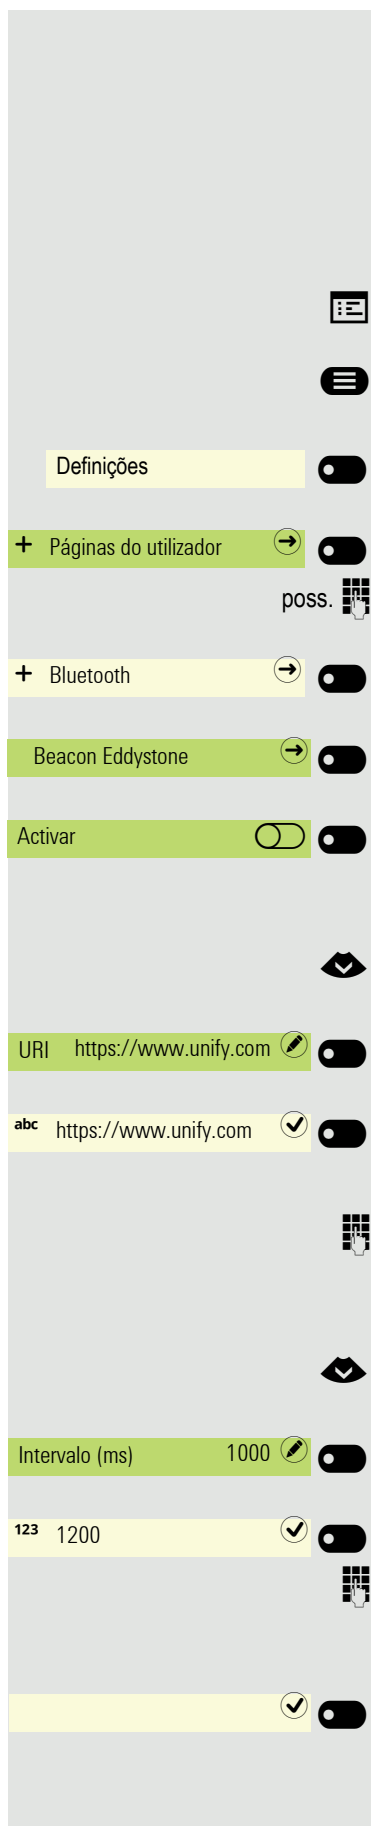 Definições
+ Páginas do utilizador
poss.
+ Bluetooth
Beacon Eddystone
Activar
URI https://www.unify.com
abc https://www.unify.com
Intervalo (ms) 1000
123 1200